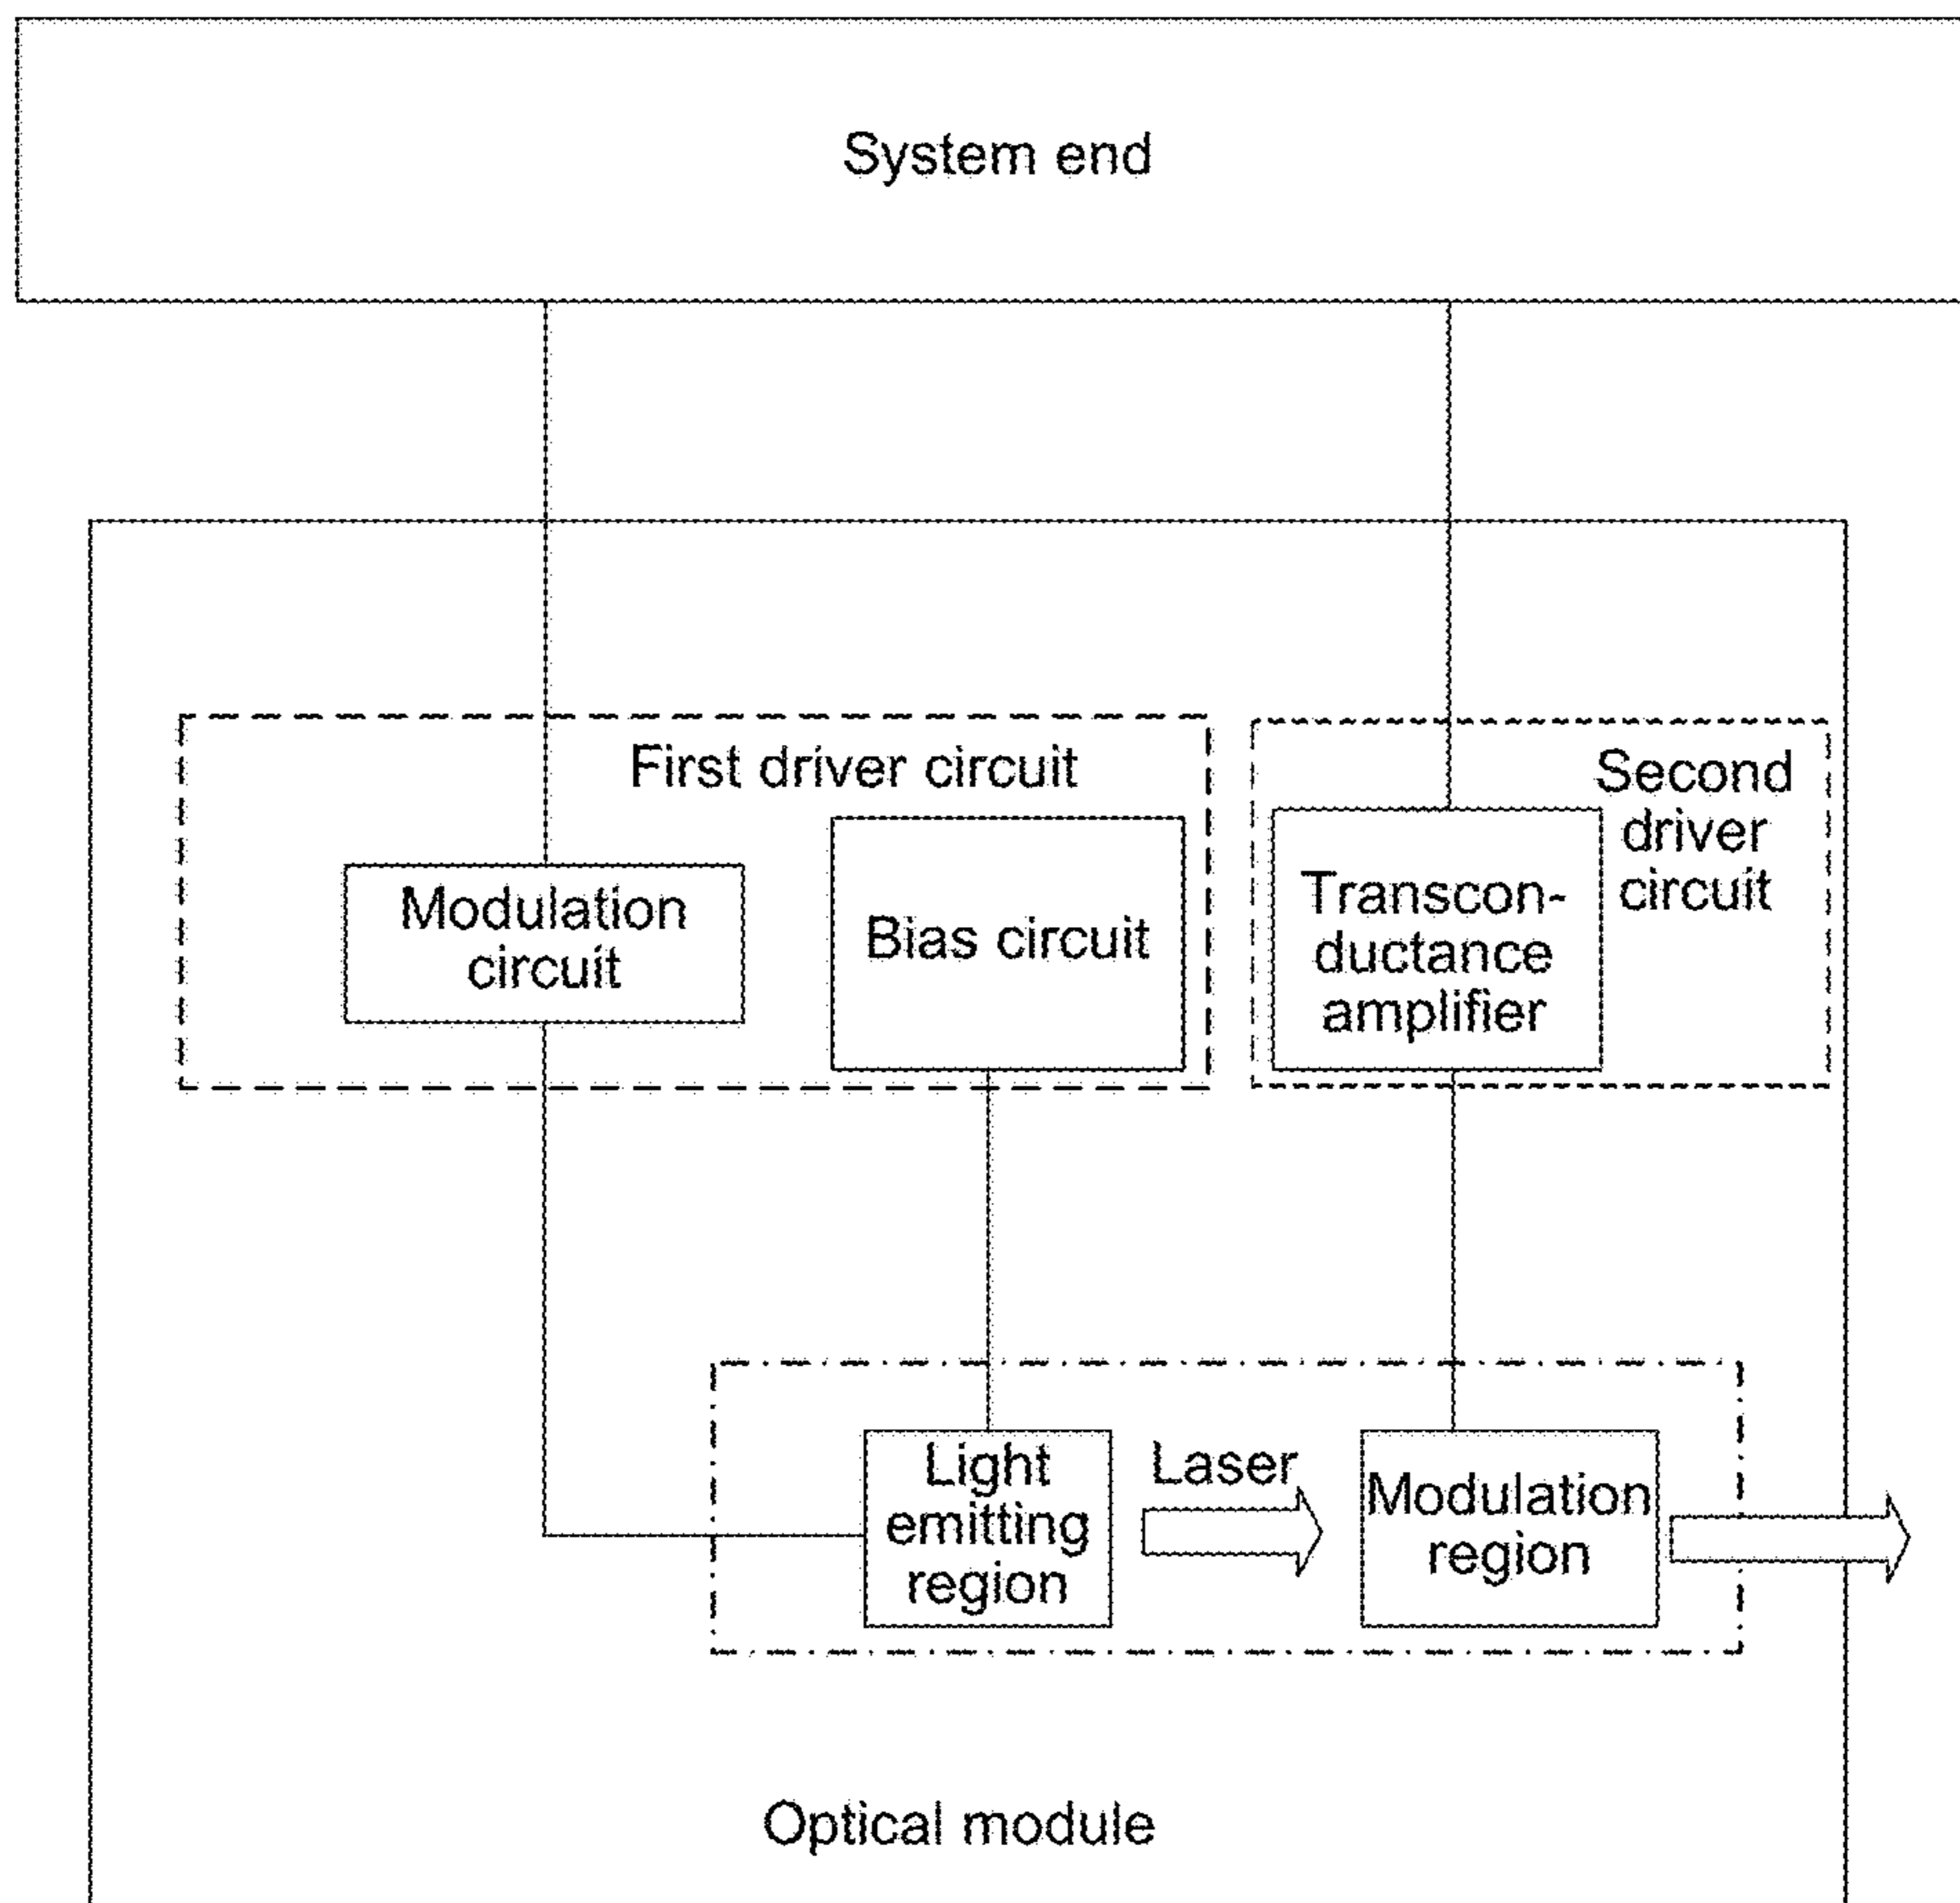 System end
First driver circuit
Second
driver
circuit
Modulation
circuit
Bias circuit
Transcon-
ductance
amplifier
Light
emitting
region
Laser
Modulation
region
Optical module